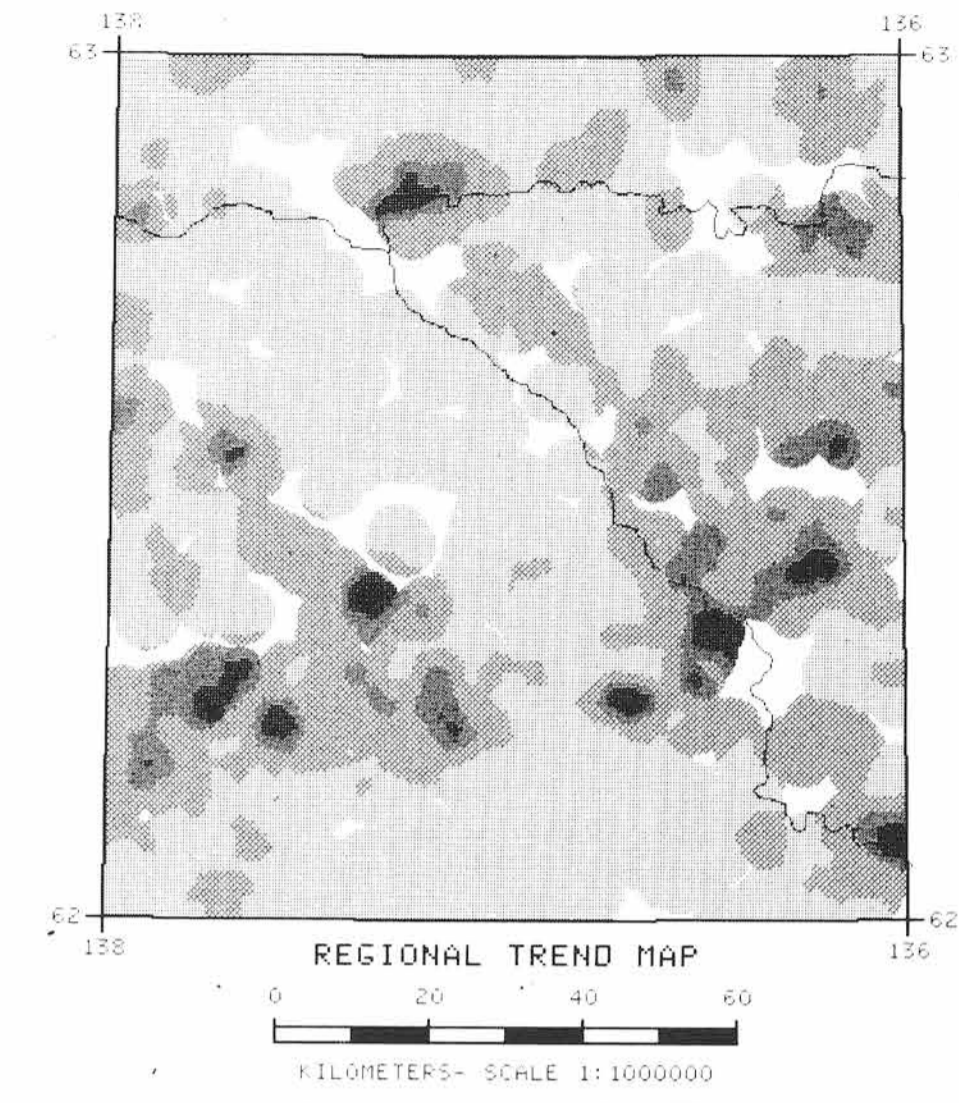 138 136
63 63
62 62
138 136
REGIONAL TREND MAP
0 20 40 60
KILOMETERS- SCALE 1:1000000